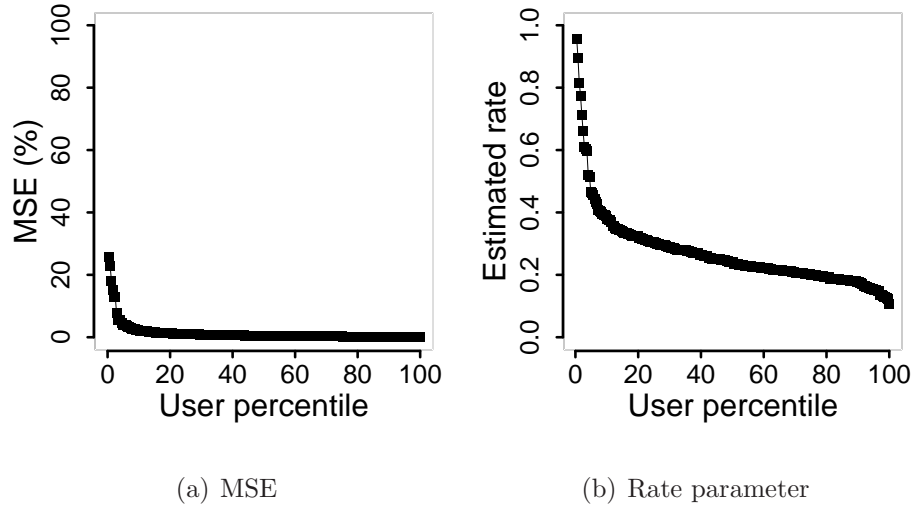 MSE (%)
0
20
40
60
80
100
0 20 40 60 80 100
User percentile
(a) MSE
Estimated rate
0.0
0.2
0.4
0.6
0.8
1.0
0 20 40 60 80 100
User percentile
(b) Rate parameter